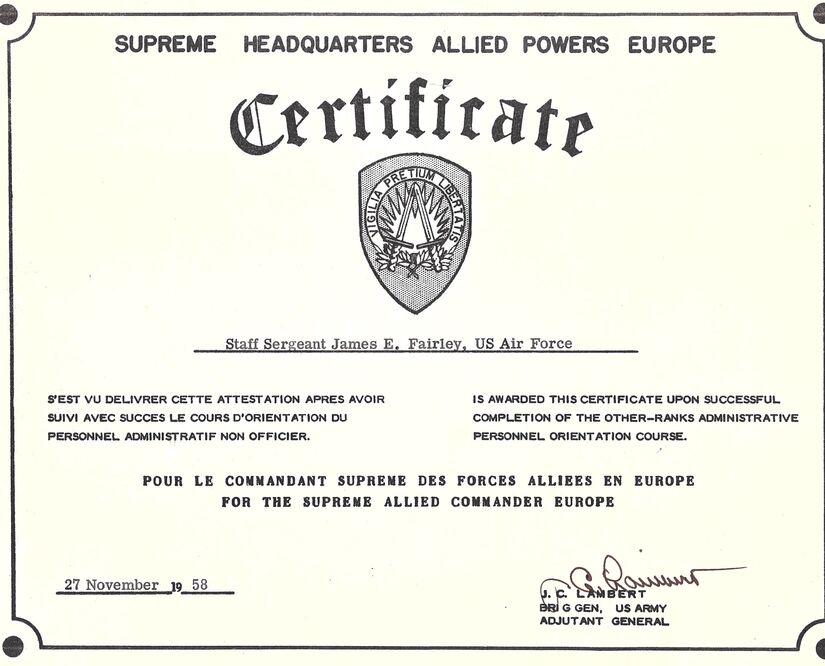 SUPREME HEADQUARTERS ALLIED POWERS EUROPE
Certificate
VIGILIA PRETIUM LIBERTATIS
Staff Sergeant James E. Fairley, US Air Force
S'EST VU DELIVRER CETTE ATTESTATION APRES AVOIR
SUIVI AVEC SUCCES LE COURS D'ORIENTATION DU
PERSONNEL ADMINISTRATIF NON OFFICIER.
IS AWARDED THIS CERTIFICATE UPON SUCCESSFUL
COMPLETION OF THE OTHER-RANKS ADMINISTRATIVE
PERSONNEL ORIENTATION COURSE.
POUR LE COMMANDANT SUPREME DES FORCES ALLIEES EN EUROPE
FOR THE SUPREME ALLIED COMMANDER EUROPE
27 November 19 58
J. C. Lambert
J. C. LAMBERT
BRIG GEN, US ARMY
ADJUTANT GENERAL